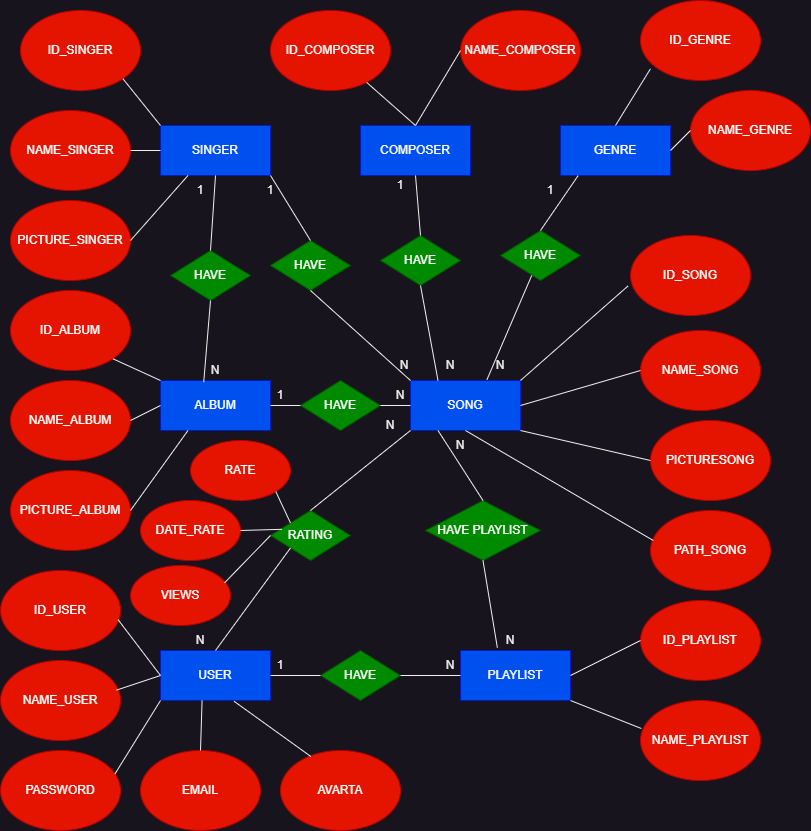 ID_SINGER
ID_COMPOSER
NAME_COMPOSER
ID_GENRE
NAME_SINGER
SINGER
COMPOSER
GENRE
NAME_GENRE
1
1
1
1
PICTURE_SINGER
HAVE
HAVE
HAVE
HAVE
ID_SONG
ID_ALBUM
N
N
N
N
NAME_SONG
NAME_ALBUM
ALBUM
1
HAVE
N
SONG
N
N
PICTURESONG
RATE
PICTURE_ALBUM
DATE_RATE
RATING
HAVE PLAYLIST
PATH_SONG
VIEWS
ID_USER
N
N
ID_PLAYLIST
NAME_USER
USER
1
HAVE
N
PLAYLIST
NAME_PLAYLIST
PASSWORD
EMAIL
AVARTA